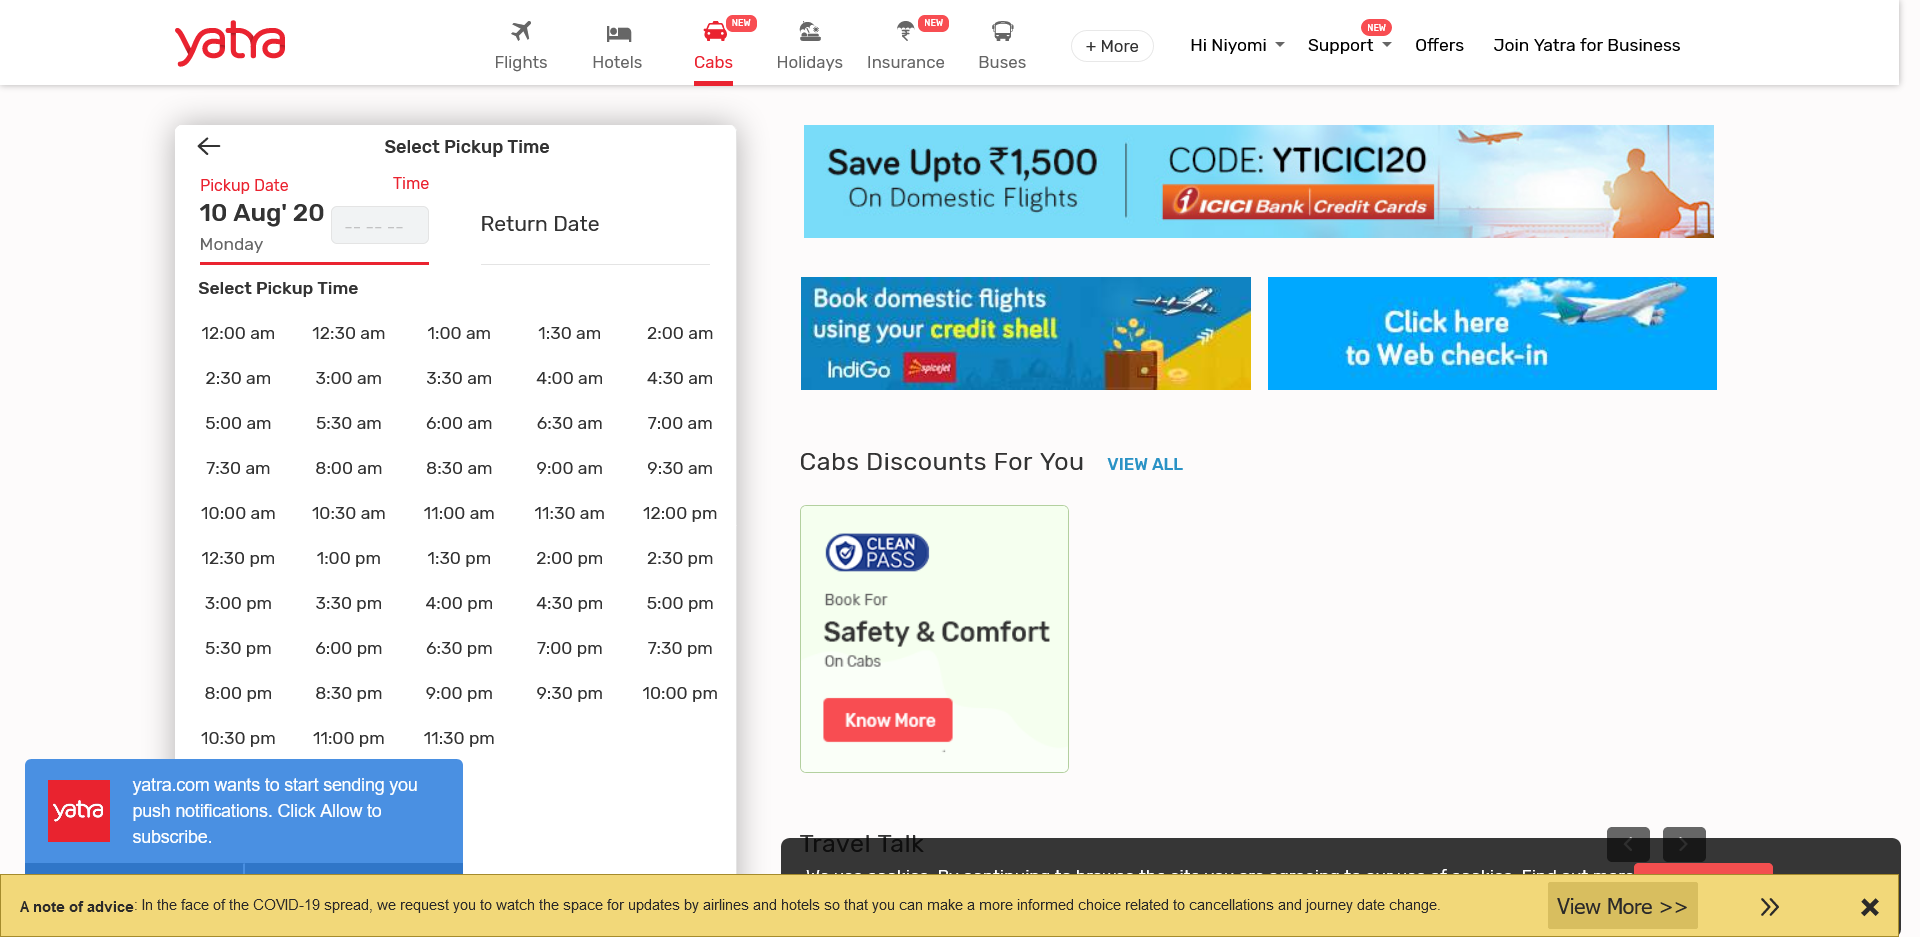 yatra
Flights
Hotels
NEW
Cabs
Holidays
NEW
Insurance
Buses
+ More
Hi Niyomi
NEW
Support
Offers
Join Yatra for Business
Select Pickup Time
Pickup Date
Time
10 Aug' 20
-- -- --
Monday
Return Date
Select Pickup Time
12:00 am 12:30 am 1:00 am 1:30 am 2:00 am
2:30 am 3:00 am 3:30 am 4:00 am 4:30 am
5:00 am 5:30 am 6:00 am 6:30 am 7:00 am
7:30 am 8:00 am 8:30 am 9:00 am 9:30 am
10:00 am 10:30 am 11:00 am 11:30 am 12:00 pm
12:30 pm 1:00 pm 1:30 pm 2:00 pm 2:30 pm
3:00 pm 3:30 pm 4:00 pm 4:30 pm 5:00 pm
5:30 pm 6:00 pm 6:30 pm 7:00 pm 7:30 pm
8:00 pm 8:30 pm 9:00 pm 9:30 pm 10:00 pm
10:30 pm 11:00 pm 11:30 pm
Save Upto ₹1,500
On Domestic Flights
CODE: YTICICI20
ICICI Bank | Credit Cards
Book domestic flights
using your credit shell
IndiGo spicejet
Click here
to Web check-in
Cabs Discounts For You
VIEW ALL
CLEAN
PASS
Book For
Safety & Comfort
On Cabs
Know More
Travel Talk
yatra
yatra.com wants to start sending you
push notifications. Click Allow to
subscribe.
We use cookies. By continuing to browse the site you are agreeing to our use of cookies. Find out more
A note of advice: In the face of the COVID-19 spread, we request you to watch the space for updates by airlines and hotels so that you can make a more informed choice related to cancellations and journey date change.
View More >>